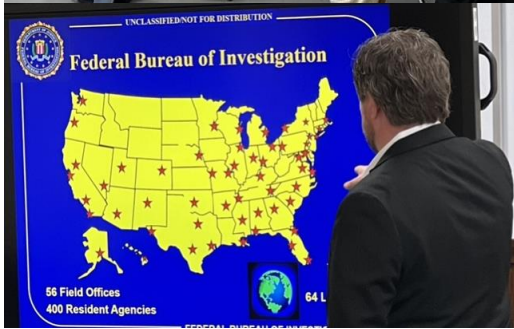 UNCLASSIFIED/NOT FOR DISTRIBUTION
Federal Bureau of Investigation
56 Field Offices
400 Resident Agencies
64 L
FEDERAL BUREAU OF INVESTI